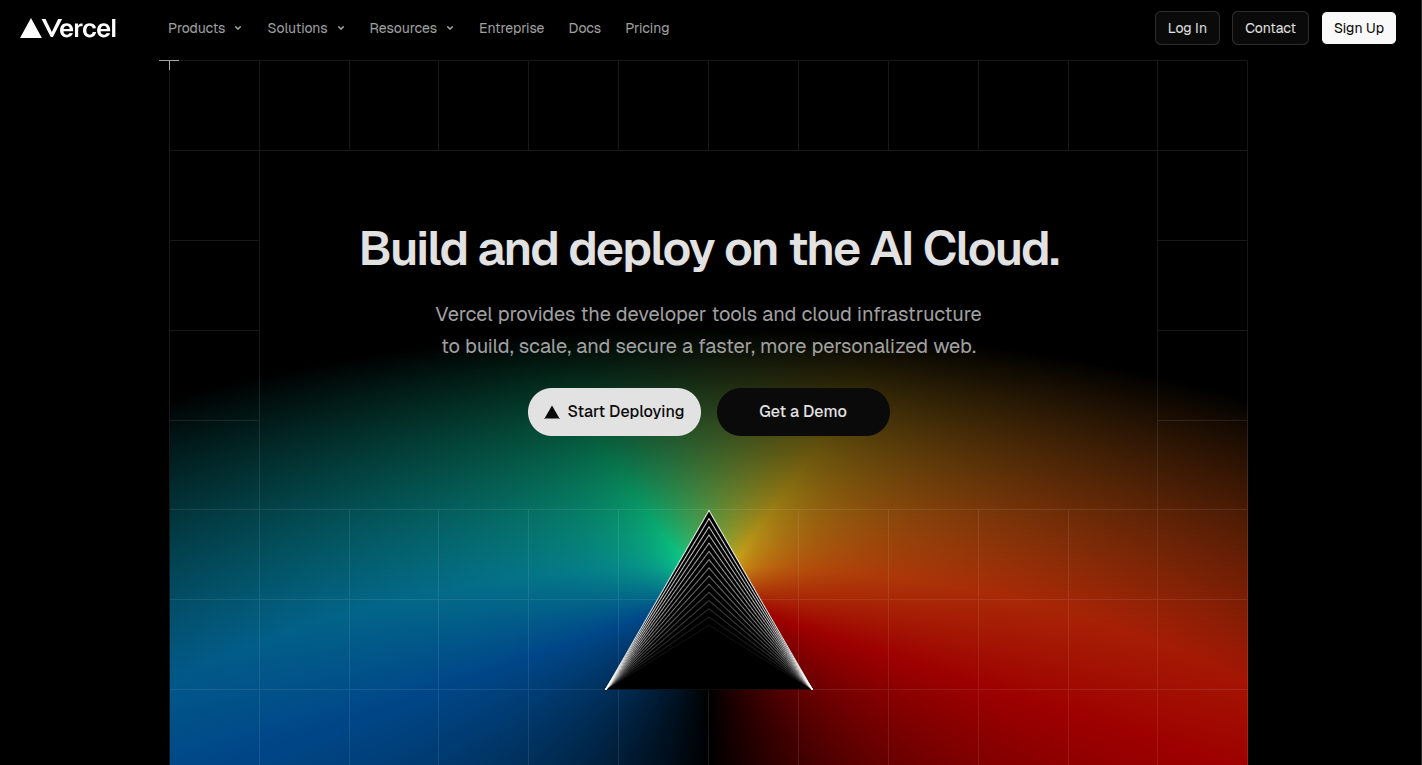 Vercel
Products Solutions Resources Entreprise Docs Pricing
Log In Contact Sign Up
Build and deploy on the AI Cloud.
Vercel provides the developer tools and cloud infrastructure
to build, scale, and secure a faster, more personalized web.
Start Deploying Get a Demo